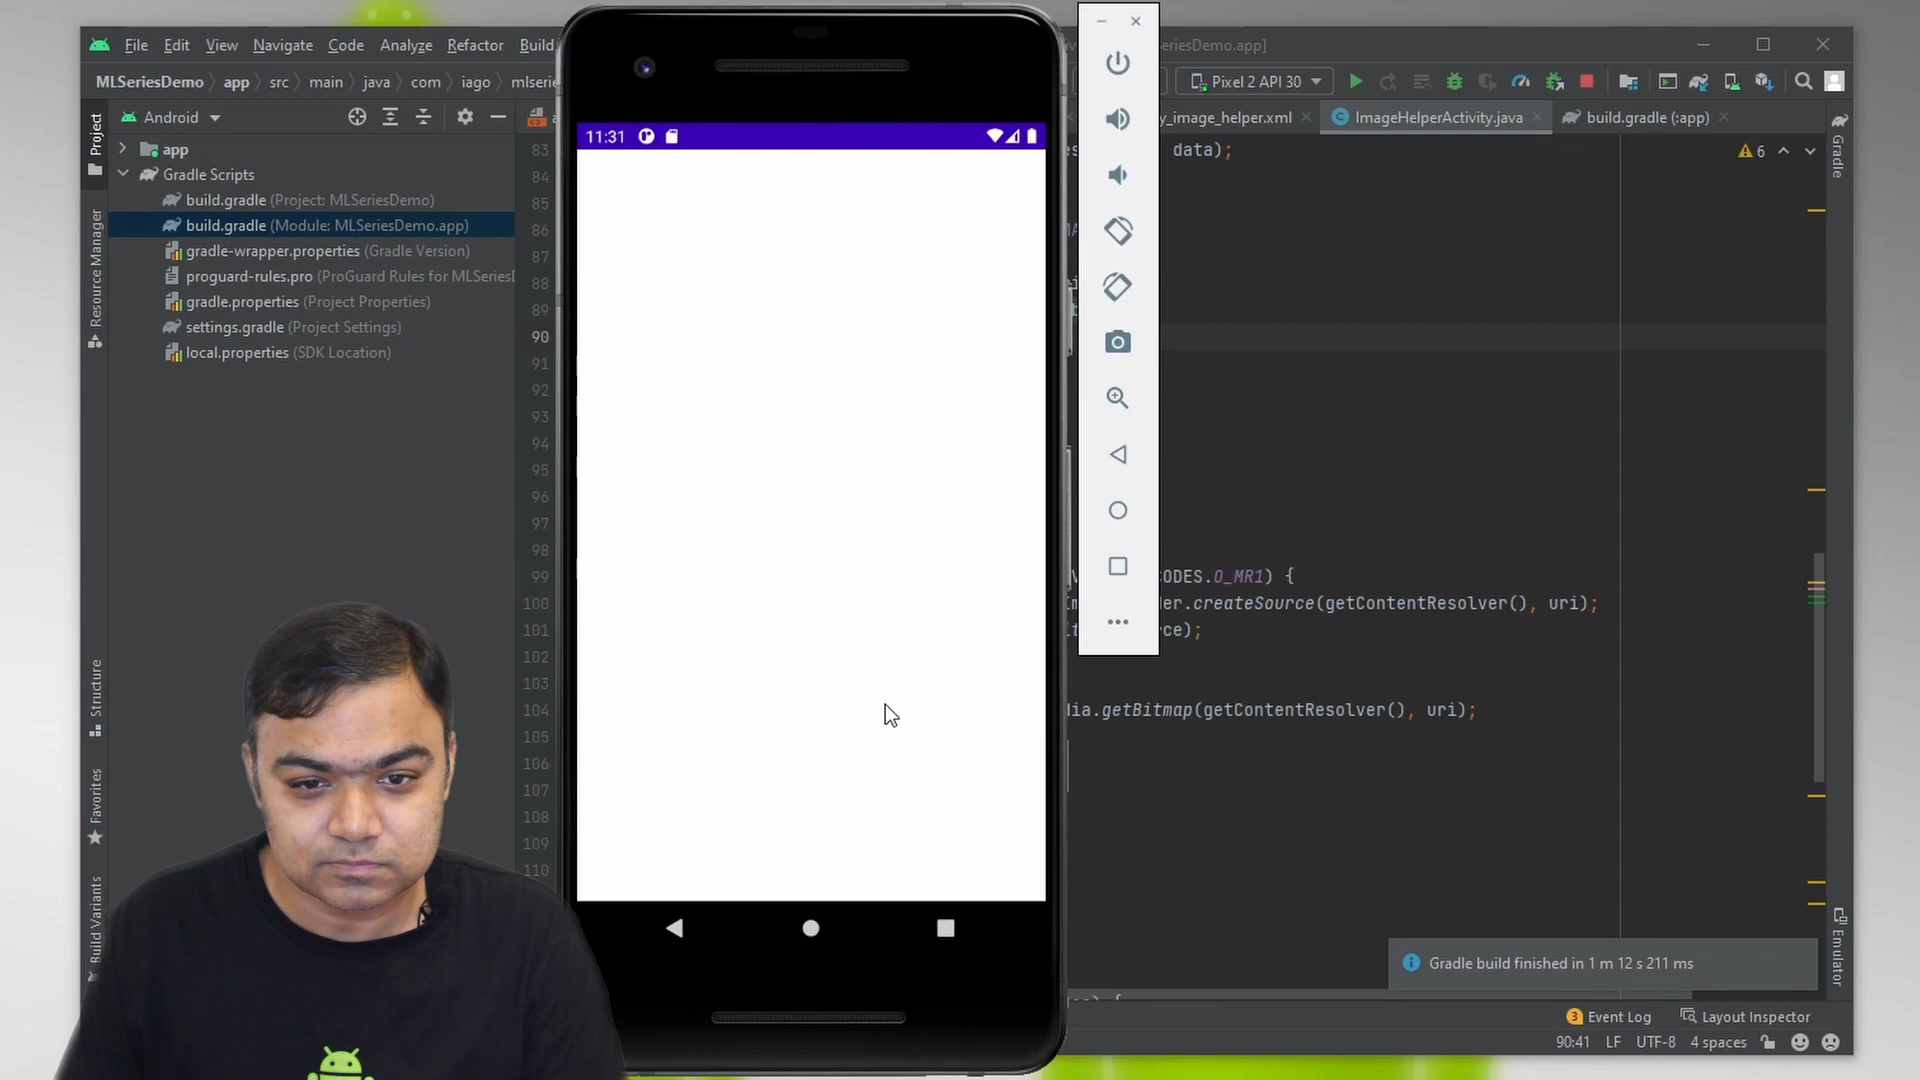 File Edit View Navigate Code Analyze Refactor Build
eriesDemo.app]
MLSeriesDemo app src main java com iago mlserie
Pixel 2 API 30
Android
y_image_helper.xml ImageHelperActivity.java build.gradle (:app)
Project
Resource Manager
Structure
Favorites
Build Variants
app
Gradle Scripts
build.gradle (Project: MLSeriesDemo)
build.gradle (Module: MLSeriesDemo.app)
gradle-wrapper.properties (Gradle Version)
proguard-rules.pro (ProGuard Rules for MLSeries
gradle.properties (Project Properties)
settings.gradle (Project Settings)
local.properties (SDK Location)
83
84
85
86
87
88
89
90
91
92
93
94
95
96
97
98
99
100
101
102
103
104
105
106
107
108
109
110
11:31
data);
6
ODES.O_MR1) {
er.createSource(getContentResolver(), uri);
ce);
dia.getBitmap(getContentResolver(), uri);
Gradle
Emulator
Gradle build finished in 1 m 12 s 211 ms
3 Event Log Layout Inspector
90:41 LF UTF-8 4 spaces